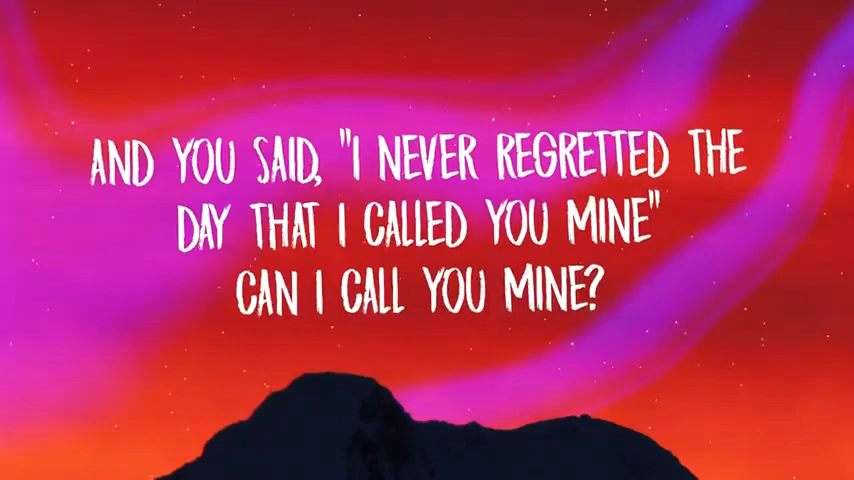 AND YOU SAID, "I NEVER REGRETTED THE
DAY THAT I CALLED YOU MINE"
CAN I CALL YOU MINE?